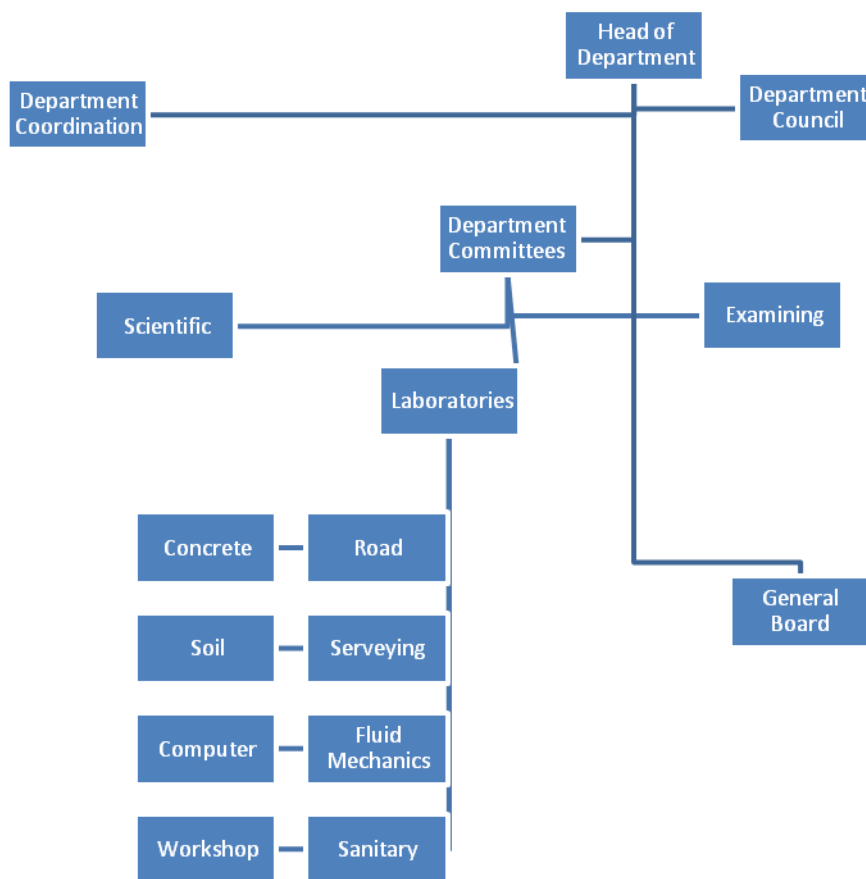 Head of
Department
Department
Coordination
Department
Council
Department
Committees
Scientific
Examining
Laboratories
Concrete
Road
General
Board
Soil
Serveying
Computer
Fluid
Mechanics
Workshop
Sanitary